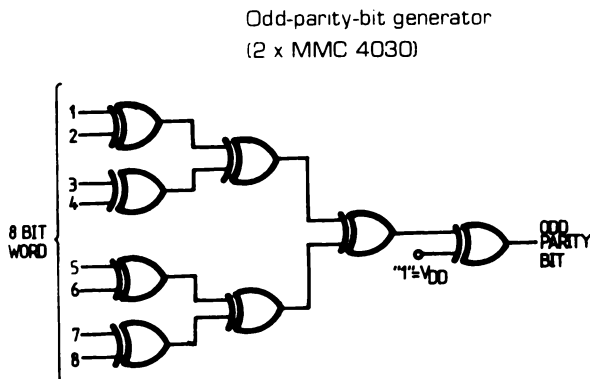 Odd-parity-bit generator
(2 x MMC 4030)
1
2
3
4
8 BIT
WORD
5
6
7
8
"1"=VDD
ODD
PARITY
BIT